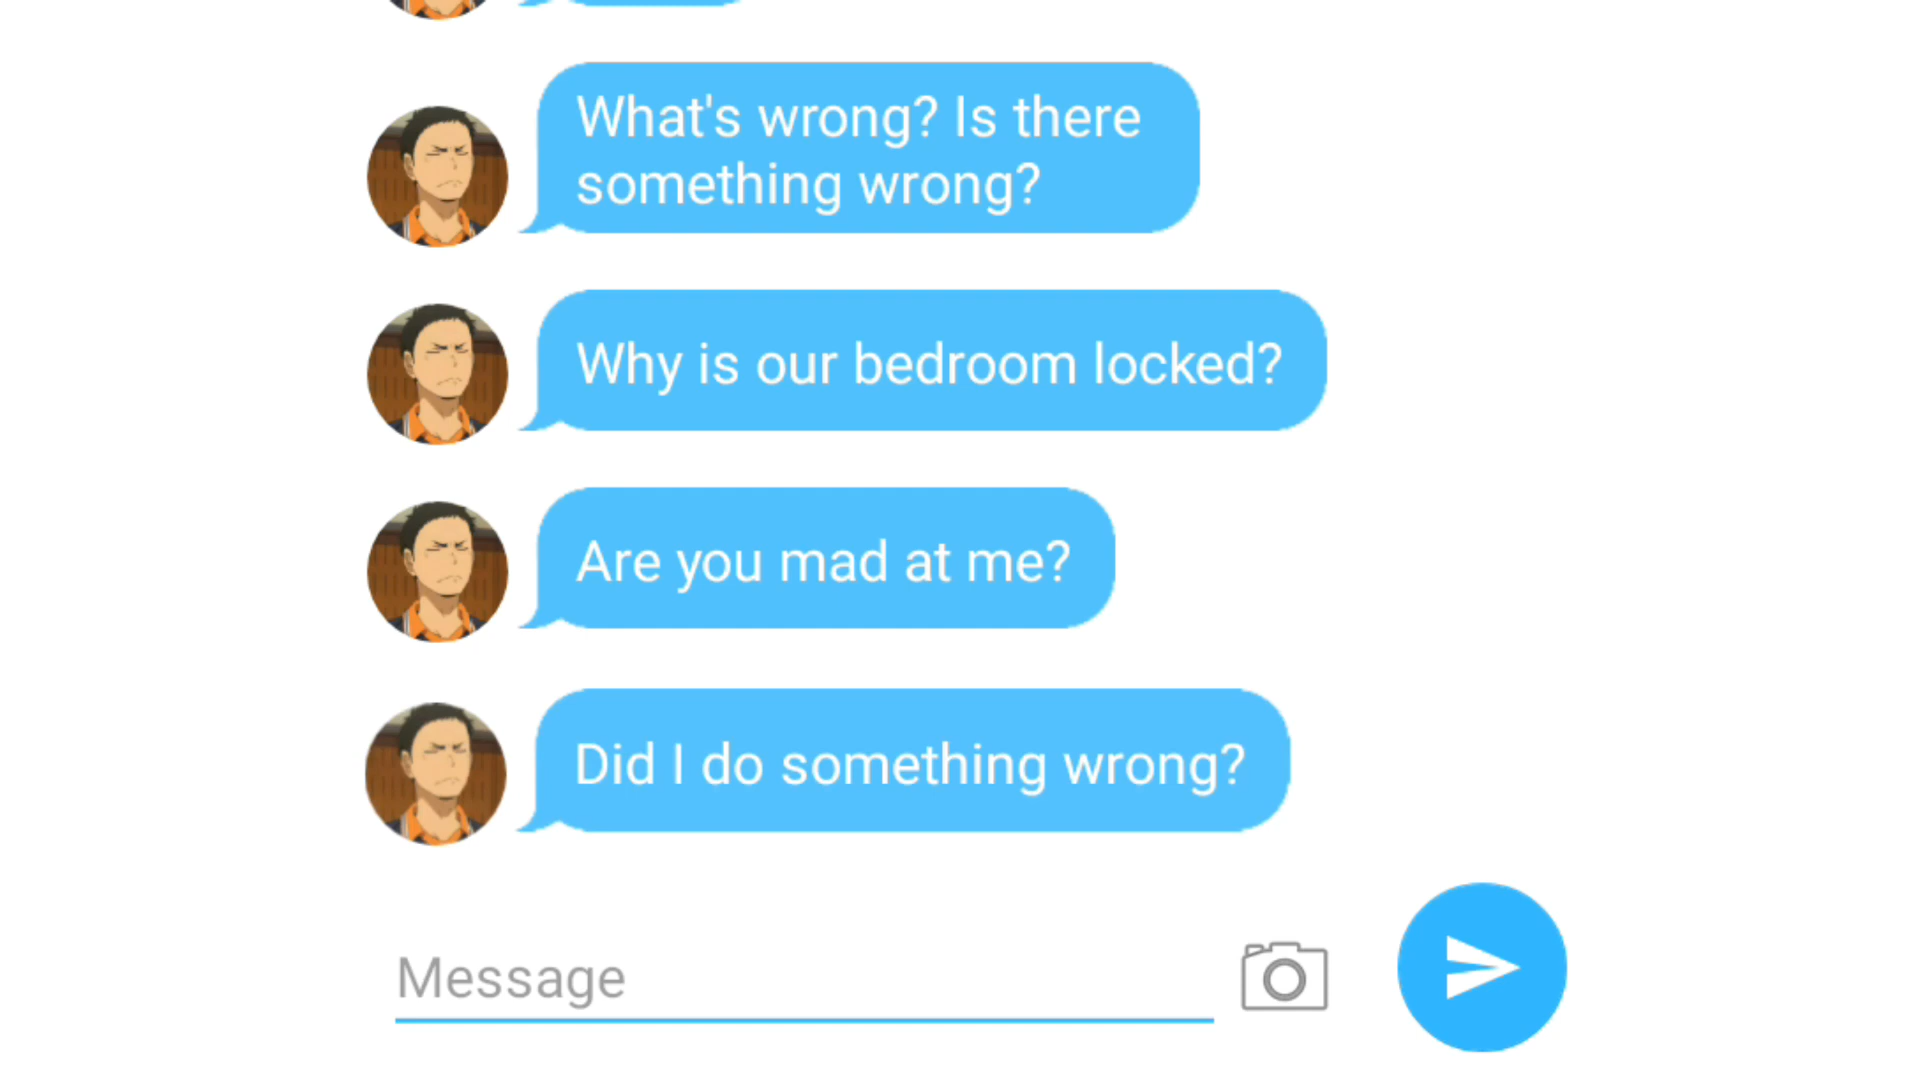 What's wrong? Is there
something wrong?
Why is our bedroom locked?
Are you mad at me?
Did I do something wrong?
Message